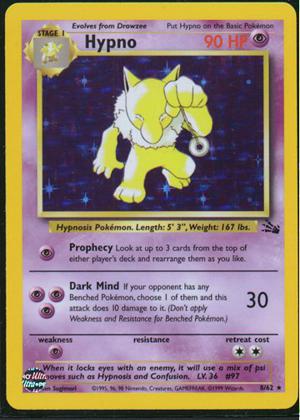 Evolves from Drowzee Put Hypno on the Basic Pokémon
STAGE 1
Hypno 90 HP
Hypnosis Pokémon. Length: 5' 3", Weight: 167 lbs.
Prophecy Look at up to 3 cards from the top of
either player's deck and rearrange them as you like.
Dark Mind If your opponent has any
Benched Pokémon, choose 1 of them and this
attack does 10 damage to it. (Don't apply
Weakness and Resistance for Benched Pokémon.)
30
weakness resistance retreat cost
When it locks eyes with an enemy, it will use a mix of psi
moves such as Hypnosis and Confusion. LV. 36 #97
Ken Sugimori ©1995, 96, 98 Nintendo, Creatures, GAMEFREAK. ©1999 Wizards. 8/62 ★